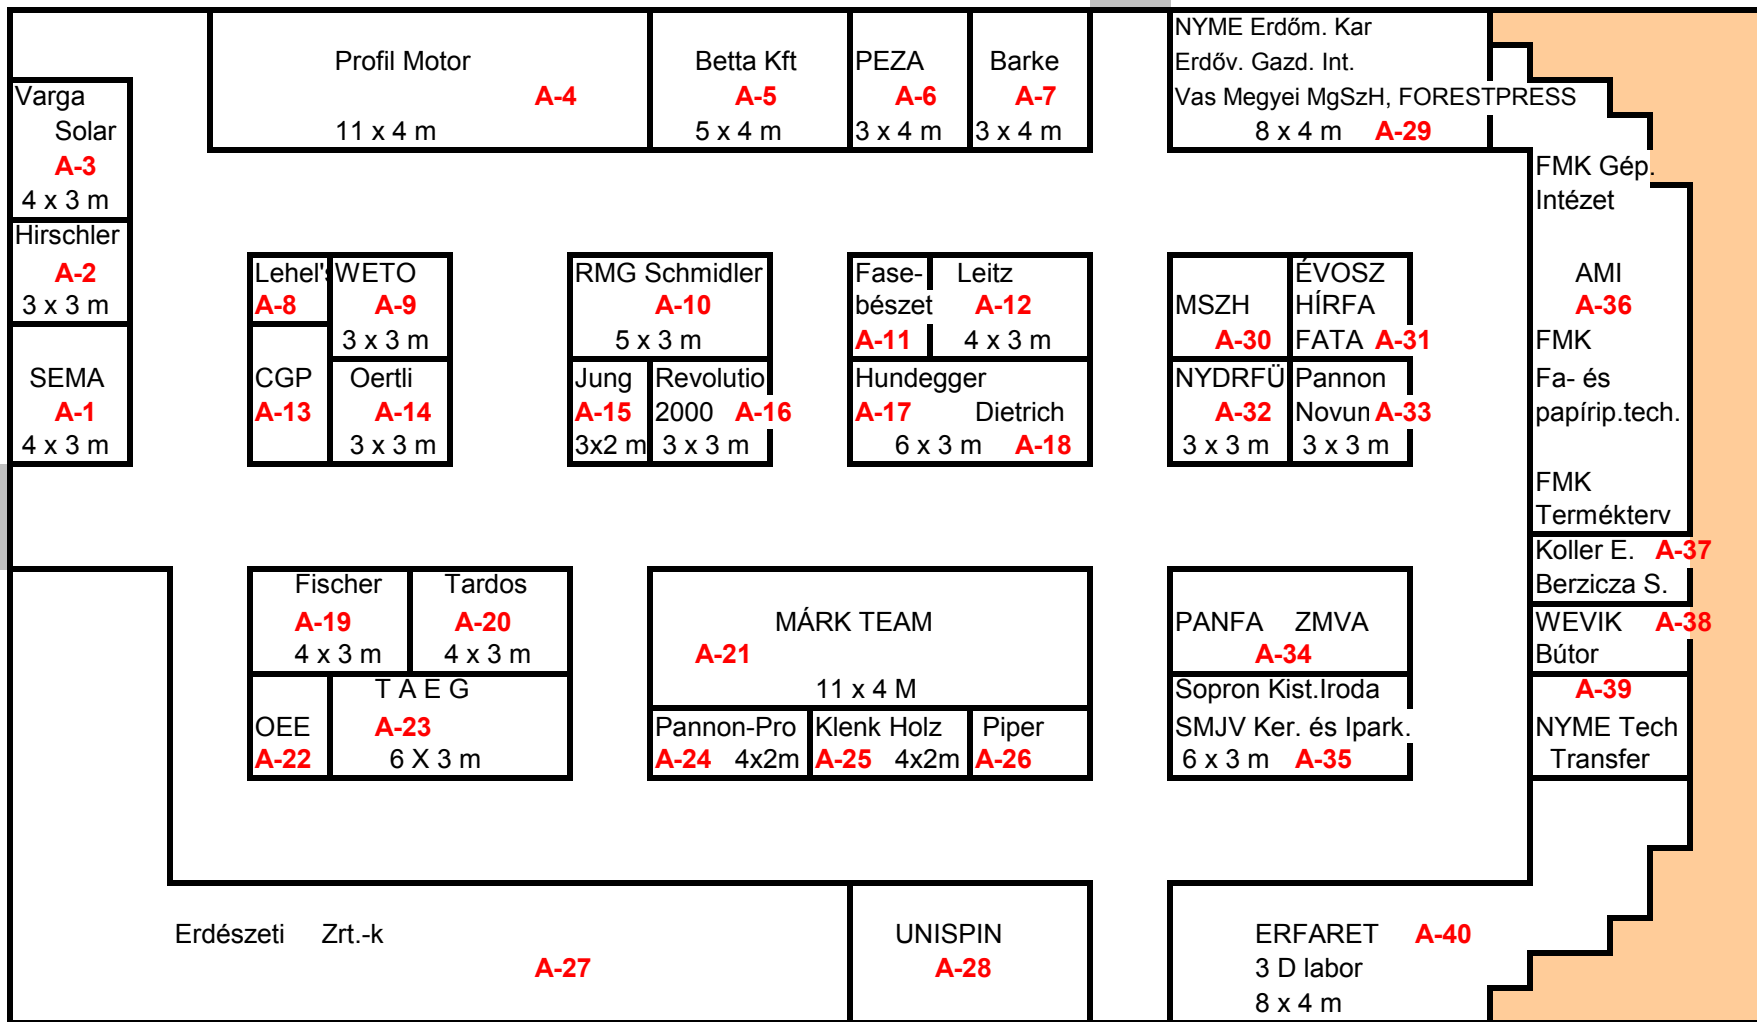 Profil Motor
A-4
11 x 4 m
Betta Kft
A-5
5 x 4 m
PEZA
A-6
3 x 4 m
Barke
A-7
3 x 4 m
NYME Erdőm. Kar
Erdőv. Gazd. Int.
Vas Megyei MgSzH, FORESTPRESS
8 x 4 m A-29
Varga
Solar
A-3
4 x 3 m
Hirschler
A-2
3 x 3 m
SEMA
A-1
4 x 3 m
Lehel's
A-8
WETO
A-9
3 x 3 m
CGP
A-13
Oertli
A-14
3 x 3 m
RMG Schmidler
A-10
5 x 3 m
Jung
A-15
3x2 m
Revolutio
2000 A-16
3 x 3 m
Fase-
bészet
A-11
Leitz
A-12
4 x 3 m
Hundegger
A-17 Dietrich
6 x 3 m A-18
MSZH
A-30
ÉVOSZ
HÍRFA
FATA A-31
NYDRFÜ
A-32
3 x 3 m
Pannon
Novun A-33
3 x 3 m
FMK Gép.
Intézet
AMI
A-36
FMK
Fa- és
papírip.tech.
FMK
Termékterv
Koller E. A-37
Berzicza S.
WEVIK A-38
Bútor
A-39
NYME Tech
Transfer
Fischer
A-19
4 x 3 m
Tardos
A-20
4 x 3 m
OEE
A-22
T A E G
A-23
6 X 3 m
MÁRK TEAM
A-21
11 x 4 M
Pannon-Pro
A-24 4x2m
Klenk Holz
A-25 4x2m
Piper
A-26
PANFA ZMVA
A-34
Sopron Kist.Iroda
SMJV Ker. és Ipark.
6 x 3 m A-35
Erdészeti Zrt.-k
A-27
UNISPIN
A-28
ERFARET A-40
3 D labor
8 x 4 m